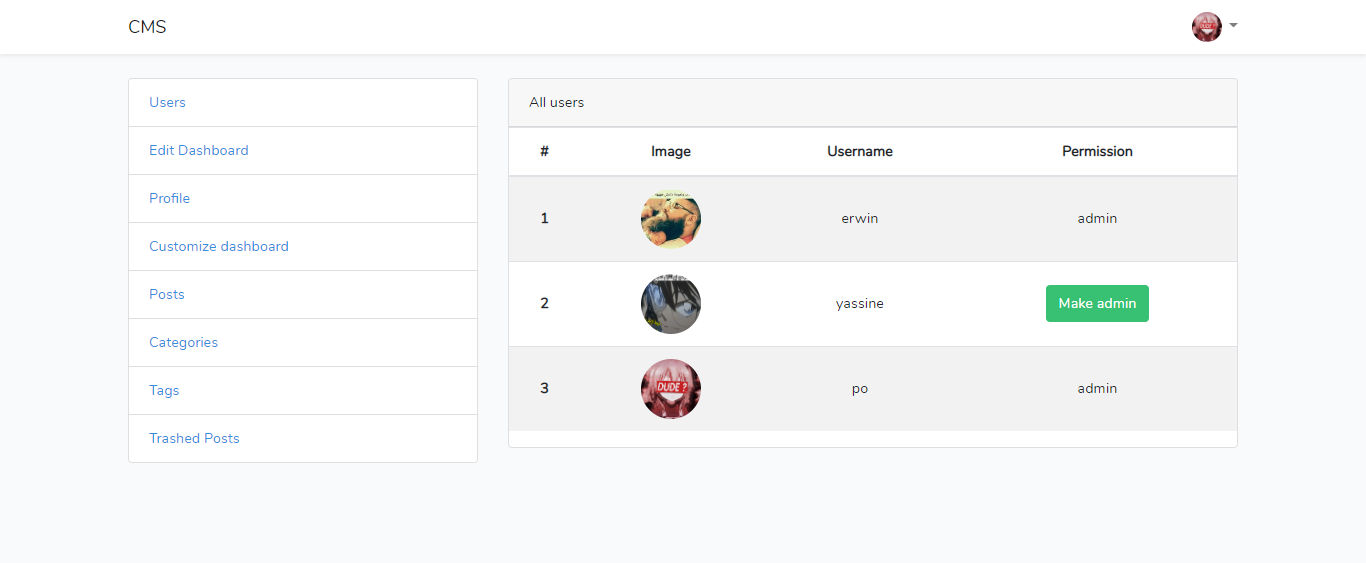 CMS
Users
Edit Dashboard
Profile
Customize dashboard
Posts
Categories
Tags
Trashed Posts
All users
# Image Username Permission
1 erwin admin
2 yassine Make admin
3 DUDE ? po admin